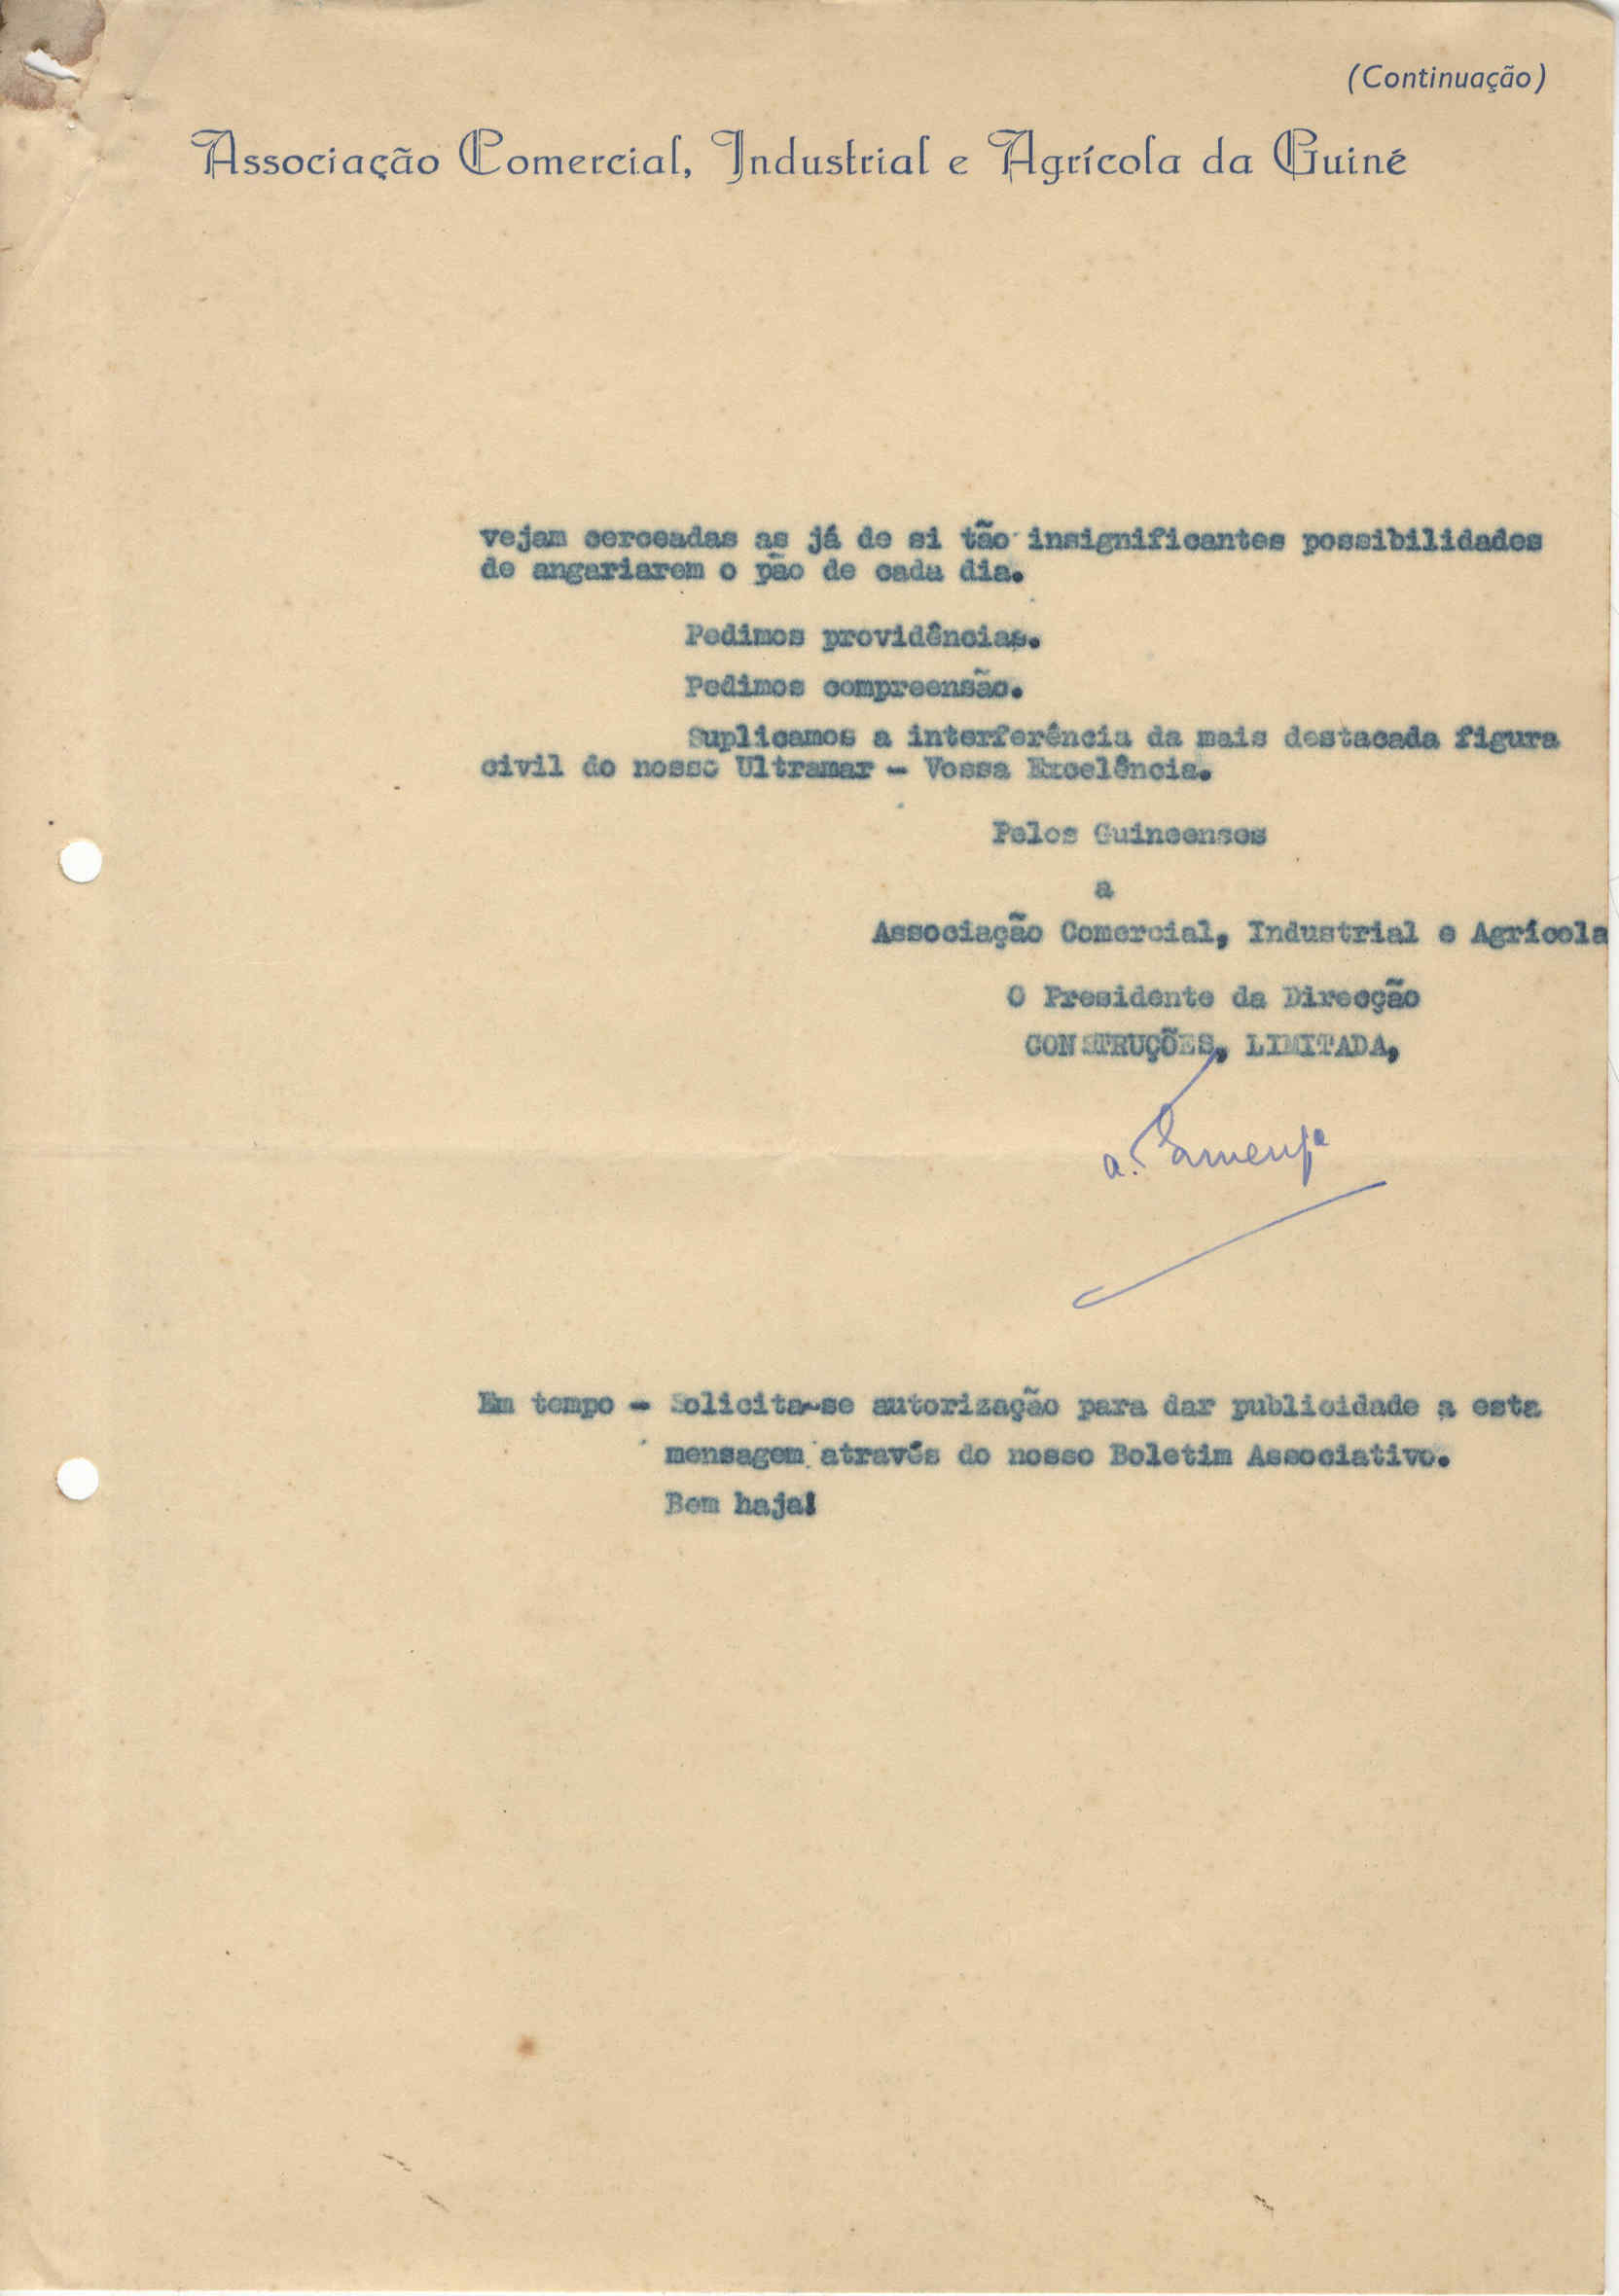 (Continuação)
Associação Comercial, Industrial e Agrícola da Guiné
vejam cerceadas as já de si tão insignificantes possibilidades
de angariarem o pão de cada dia.
Pedimos providências.
Pedimos compreensão.
Suplicamos a interferência da mais destacada figura
civil do nosso Ultramar - Vossa Excelência.
Pelos Guineenses
a
Associação Comercial, Industrial e Agrícola
O Presidente da Direcção
CONSTRUÇÕES, LIMITADA,
a.
Em tempo - Solicita-se autorização para dar publicidade a esta
mensagem através do nosso Boletim Associativo.
Bem haja!